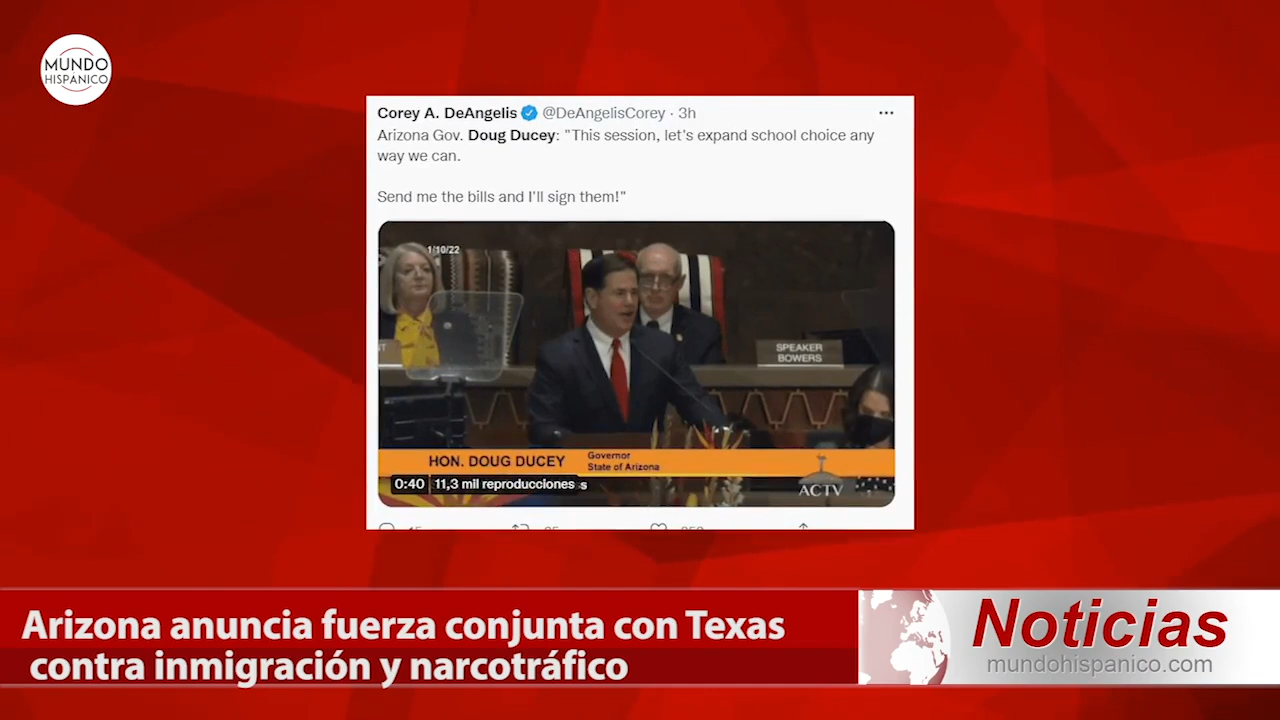 MUNDO
HISPÁNICO
Corey A. DeAngelis @DeAngelisCorey · 3h
Arizona Gov. Doug Ducey: "This session, let's expand school choice any
way we can.
Send me the bills and I'll sign them!"
1/10/22
SPEAKER
BOWERS
HON. DOUG DUCEY
Governor
State of Arizona
0:40 11,3 mil reproducciones
ACTV
Arizona anuncia fuerza conjunta con Texas
contra inmigración y narcotráfico
Noticias
mundohispanico.com